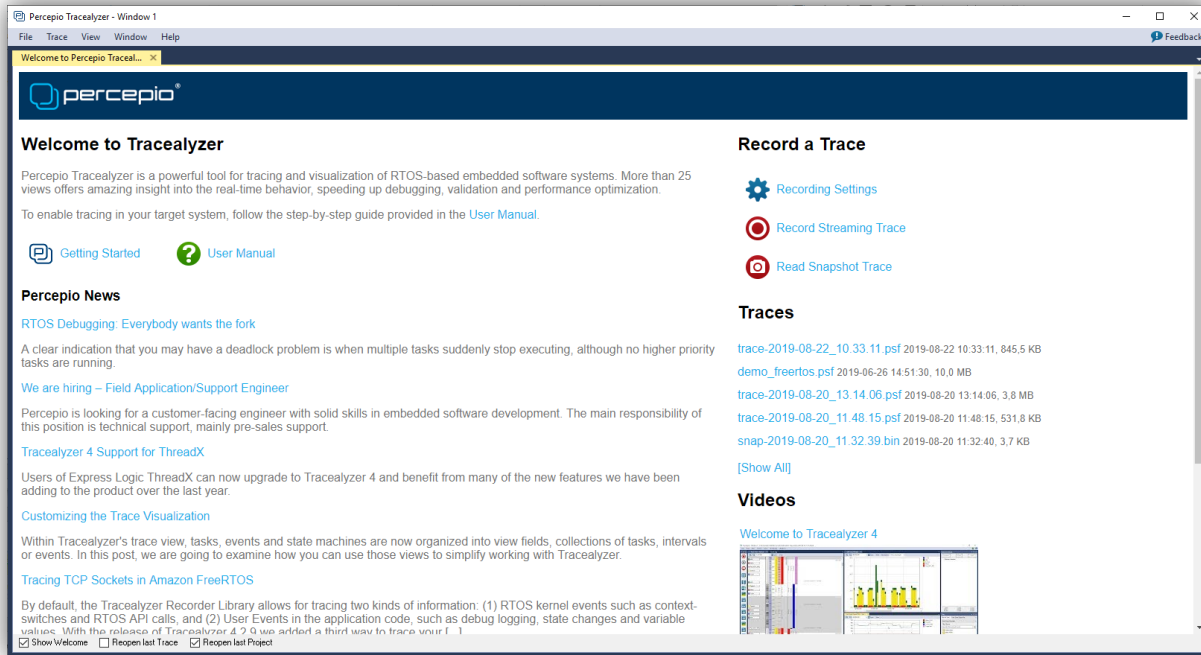 Percepio Tracealyzer - Window 1
File Trace View Window Help
Feedback
Welcome to Percepio Traceal...
percepio®
Welcome to Tracealyzer
Percepio Tracealyzer is a powerful tool for tracing and visualization of RTOS-based embedded software systems. More than 25
views offers amazing insight into the real-time behavior, speeding up debugging, validation and performance optimization.
To enable tracing in your target system, follow the step-by-step guide provided in the User Manual.
Getting Started
User Manual
Percepio News
RTOS Debugging: Everybody wants the fork
A clear indication that you may have a deadlock problem is when multiple tasks suddenly stop executing, although no higher priority
tasks are running.
We are hiring – Field Application/Support Engineer
Percepio is looking for a customer-facing engineer with solid skills in embedded software development. The main responsibility of
this position is technical support, mainly pre-sales support.
Tracealyzer 4 Support for ThreadX
Users of Express Logic ThreadX can now upgrade to Tracealyzer 4 and benefit from many of the new features we have been
adding to the product over the last year.
Customizing the Trace Visualization
Within Tracealyzer's trace view, tasks, events and state machines are now organized into view fields, collections of tasks, intervals
or events. In this post, we are going to examine how you can use those views to simplify working with Tracealyzer.
Tracing TCP Sockets in Amazon FreeRTOS
By default, the Tracealyzer Recorder Library allows for tracing two kinds of information: (1) RTOS kernel events such as context-
switches and RTOS API calls, and (2) User Events in the application code, such as debug logging, state changes and variable
values. With the release of Tracealyzer 4.2.9 we added a third way to trace your [...]
Record a Trace
Recording Settings
Record Streaming Trace
Read Snapshot Trace
Traces
trace-2019-08-22_10.33.11.psf 2019-08-22 10:33:11, 845,5 KB
demo_freertos.psf 2019-06-26 14:51:30, 10,0 MB
trace-2019-08-20_13.14.06.psf 2019-08-20 13:14:06, 3,8 MB
trace-2019-08-20_11.48.15.psf 2019-08-20 11:48:15, 531,8 KB
snap-2019-08-20_11.32.39.bin 2019-08-20 11:32:40, 3,7 KB
[Show All]
Videos
Welcome to Tracealyzer 4
Show Welcome Reopen last Trace Reopen last Project